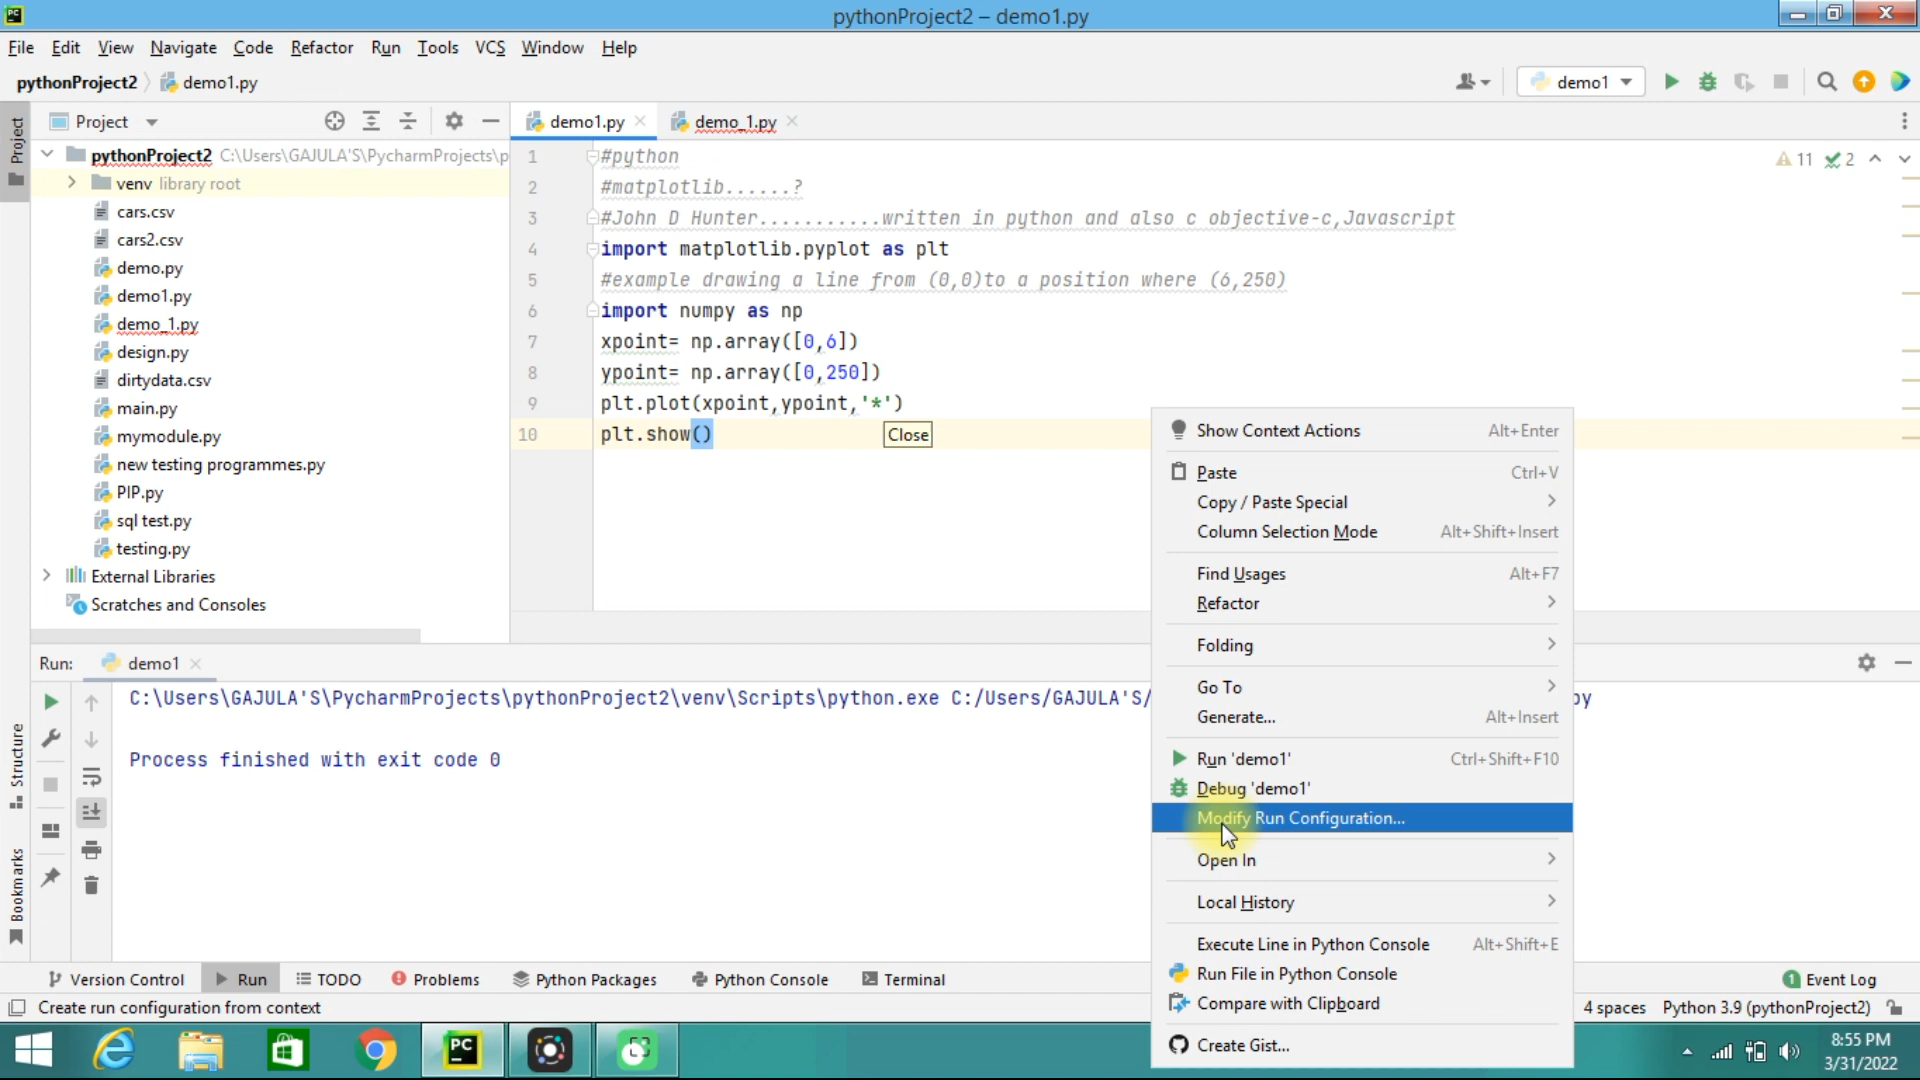 PC
pythonProject2 – demo1.py
File Edit View Navigate Code Refactor Run Tools VCS Window Help
pythonProject2 demo1.py
demo1
Project
Project
demo1.py
demo_1.py
pythonProject2 C:\Users\GAJULA'S\PycharmProjects\p
venv library root
cars.csv
cars2.csv
demo.py
demo1.py
demo_1.py
design.py
dirtydata.csv
main.py
mymodule.py
new testing programmes.py
PIP.py
sql test.py
testing.py
External Libraries
Scratches and Consoles
11 2
1 #python
2 #matplotlib......?
3 #John D Hunter...........written in python and also c objective-c,Javascript
4 import matplotlib.pyplot as plt
5 #example drawing a line from (0,0)to a position where (6,250)
6 import numpy as np
7 xpoint= np.array([0,6])
8 ypoint= np.array([0,250])
9 plt.plot(xpoint,ypoint,'*')
10 plt.show()
Close
Show Context Actions Alt+Enter
Paste Ctrl+V
Copy / Paste Special
Column Selection Mode Alt+Shift+Insert
Find Usages Alt+F7
Refactor
Folding
Go To
Generate... Alt+Insert
Run 'demo1' Ctrl+Shift+F10
Debug 'demo1'
Modify Run Configuration...
Open In
Local History
Execute Line in Python Console Alt+Shift+E
Run File in Python Console
Compare with Clipboard
Create Gist...
Run: demo1
C:\Users\GAJULA'S\PycharmProjects\pythonProject2\venv\Scripts\python.exe C:/Users/GAJULA'S/
py
Process finished with exit code 0
Structure
Bookmarks
Version Control Run TODO Problems Python Packages Python Console Terminal
1 Event Log
Create run configuration from context
4 spaces Python 3.9 (pythonProject2)
PC
8:55 PM
3/31/2022